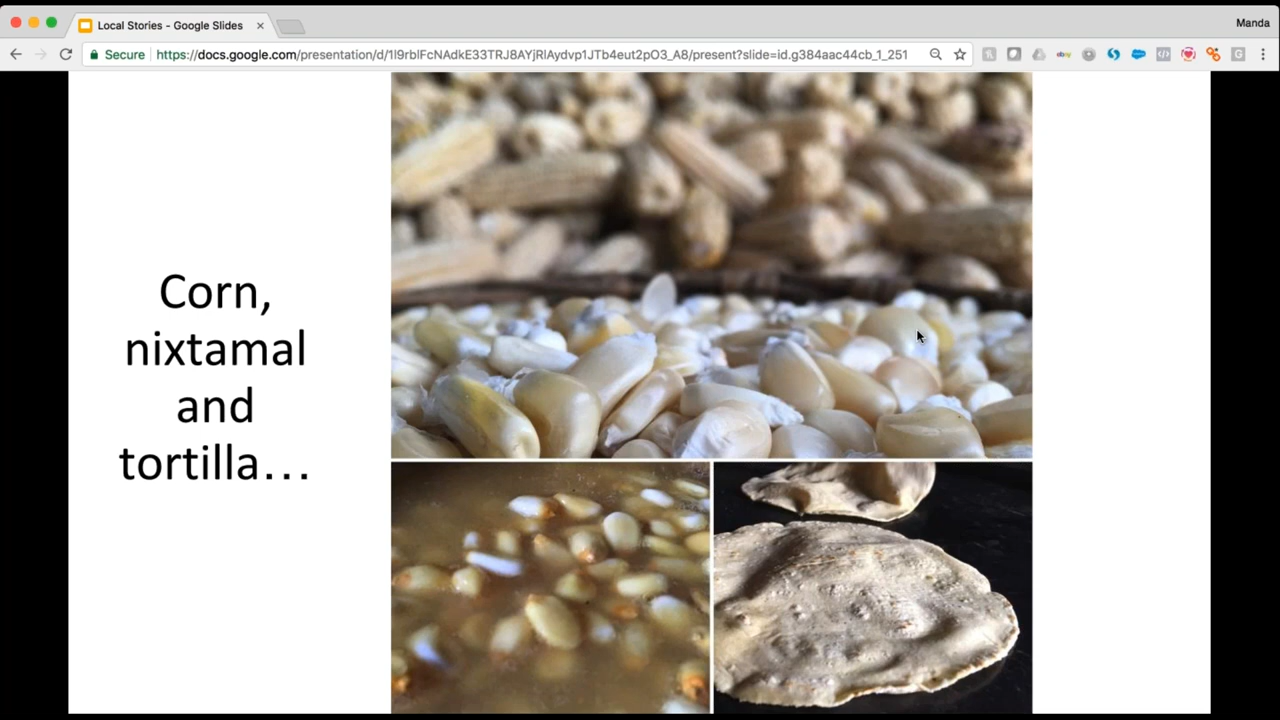 Local Stories - Google Slides
Manda
Secure
https://docs.google.com/presentation/d/1l9rblFcNAdkE33TRJ8AYjRlAydvp1JTb4eut2pO3_A8/present?slide=id.g384aac44cb_1_251
Corn,
nixtamal
and
tortilla...